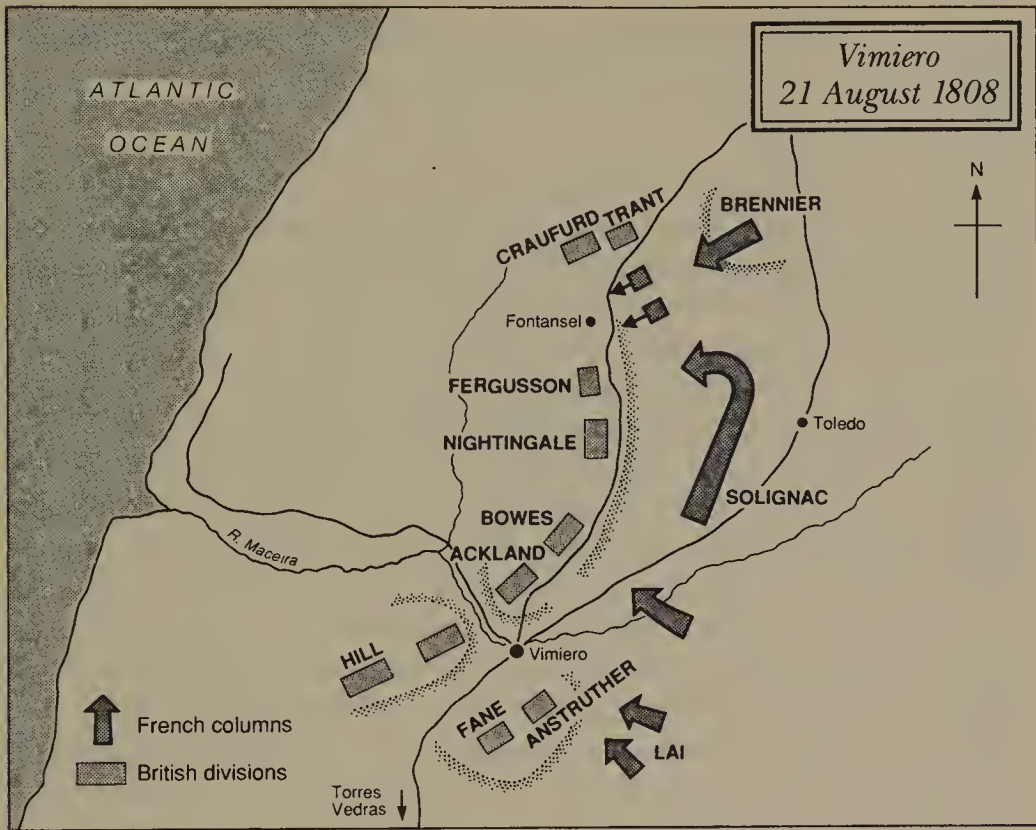 Vimiero
21 August 1808
ATLANTIC
OCEAN
N
BRENNIER
CRAUFURD
TRANT
Fontansel
FERGUSSON
Toledo
NIGHTINGALE
SOLIGNAC
BOWES
ACKLAND
R. Maceira
Vimiero
HILL
FANE
ANSTRUTHER
LAI
French columns
British divisions
Torres
Vedras